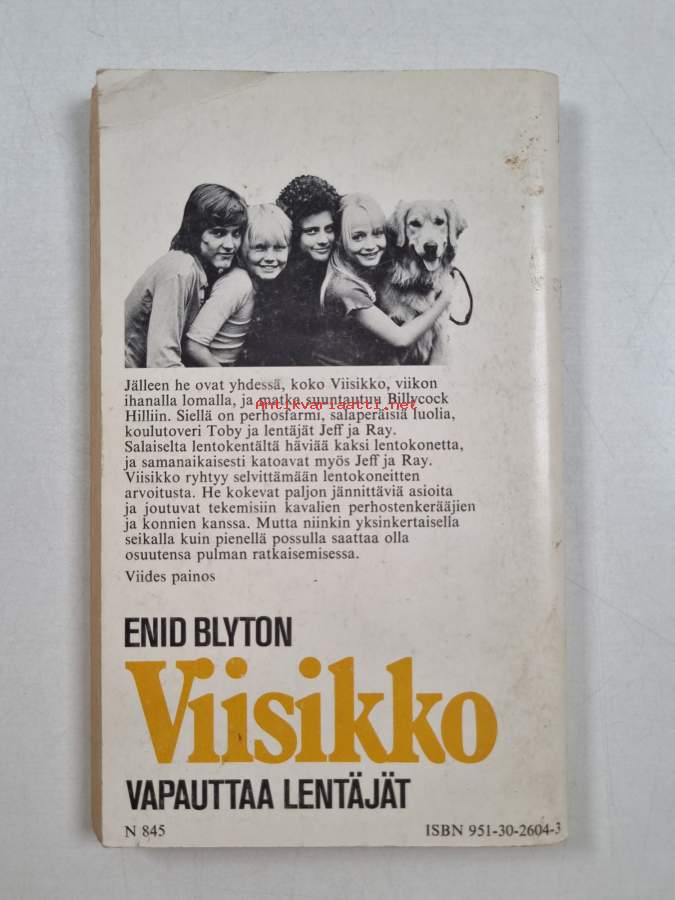 Jälleen he ovat yhdessä, koko Viisikko, viikon
ihanalla lomalla, ja matka suuntautuu Billycock
Antikvariaatti.net
Hilliin. Siellä on perhosfarmi, salaperäisiä luolia,
koulutoveri Toby ja lentäjät Jeff ja Ray.
Salaiselta lentokentältä häviää kaksi lentokonetta,
ja samanaikaisesti katoavat myös Jeff ja Ray.
Viisikko ryhtyy selvittämään lentokoneitten
arvoitusta. He kokevat paljon jännittäviä asioita
ja joutuvat tekemisiin kavalien perhostenkerääjien
ja konnien kanssa. Mutta niinkin yksinkertaisella
seikalla kuin pienellä possulla saattaa olla
osuutensa pulman ratkaisemisessa.
Viides painos
ENID BLYTON
Viisikko
VAPAUTTAA LENTÄJÄT
N 845 ISBN 951-30-2604-3